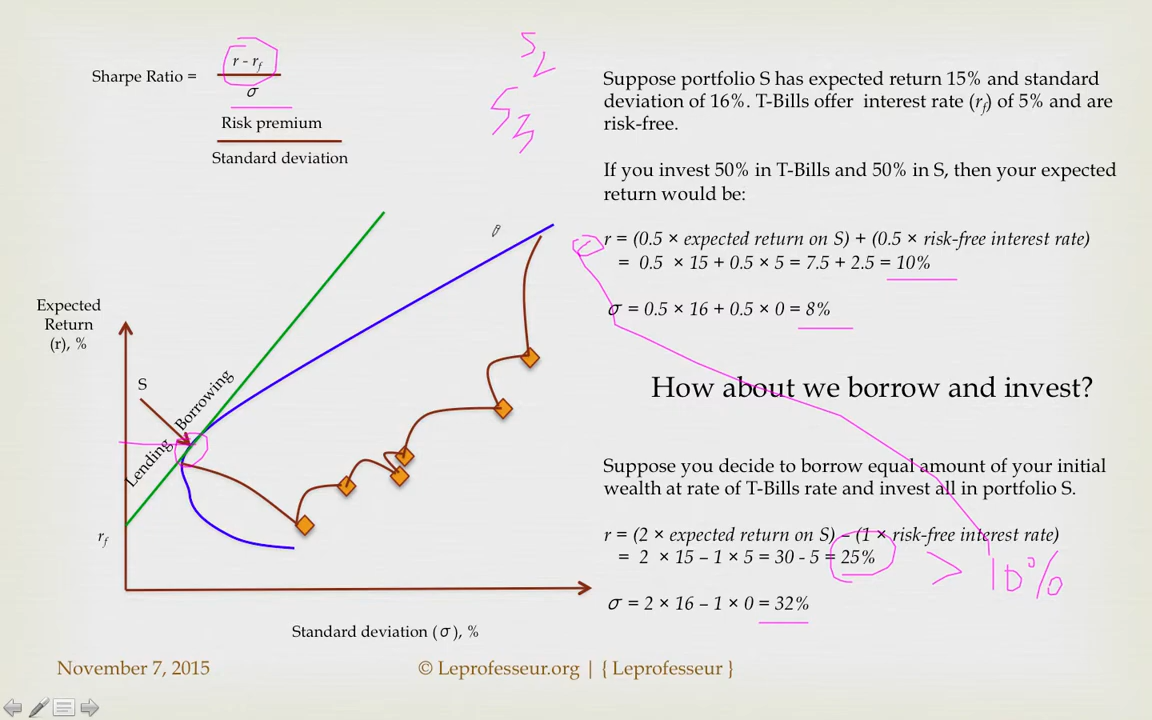 Sharpe Ratio =
r - rf
σ
Risk premium
Standard deviation
S2
S3
Expected
Return
(r), %
S
Lending
Borrowing
rf
Standard deviation (σ), %
Suppose portfolio S has expected return 15% and standard
deviation of 16%. T-Bills offer interest rate (rf) of 5% and are
risk-free.
If you invest 50% in T-Bills and 50% in S, then your expected
return would be:
r = (0.5 × expected return on S) + (0.5 × risk-free interest rate)
= 0.5 × 15 + 0.5 × 5 = 7.5 + 2.5 = 10%
σ = 0.5 × 16 + 0.5 × 0 = 8%
How about we borrow and invest?
Suppose you decide to borrow equal amount of your initial
wealth at rate of T-Bills rate and invest all in portfolio S.
r = (2 × expected return on S) – (1 × risk-free interest rate)
= 2 × 15 – 1 × 5 = 30 - 5 = 25%
> 10%
σ = 2 × 16 – 1 × 0 = 32%
November 7, 2015
© Leprofesseur.org | { Leprofesseur }